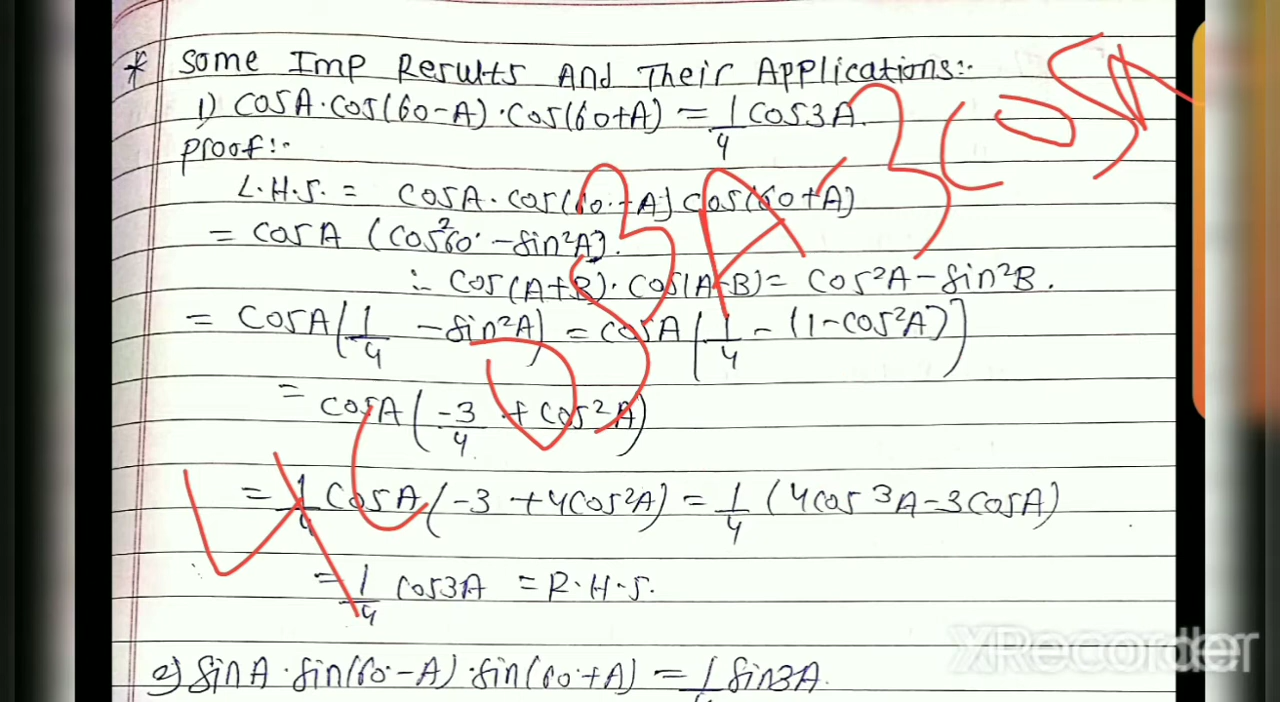 * Some Imp Results And Their Applications:-
1) cosA·cos(60-A)·cos(60+A) = 1/4 cos3A.
Proof:-
L.H.S. = cosA·cos(60°-A) cos(60+A)
= cosA (cos²60° - sin²A).
∴ cos(A+B)·cos(A-B) = cos²A - sin²B.
= cosA(1/4 - sin²A) = cosA(1/4 - (1-cos²A))
= cosA(-3/4 + cos²A)
= 1/4 cosA(-3 + 4cos²A) = 1/4 (4cos³A - 3cosA)
= 1/4 cos3A = R.H.S.
2) sinA·sin(60°-A)·sin(60°+A) = 1/4 sin3A.
4cos3A-3cosA
XRecorder